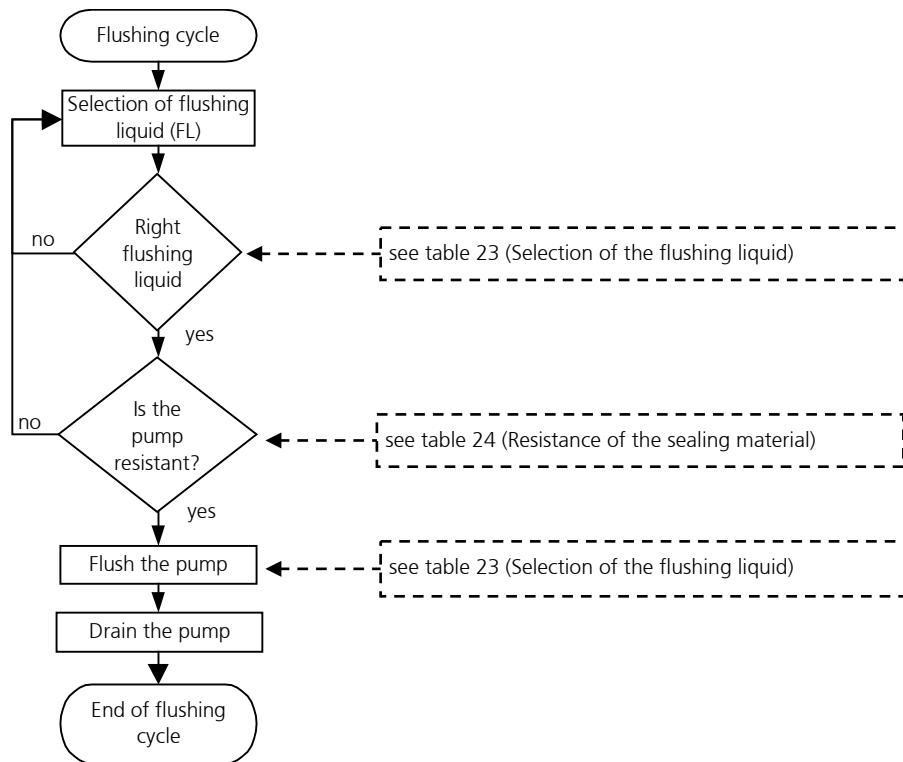 Flushing cycle
Selection of flushing
liquid (FL)
Right
flushing
liquid
no
see table 23 (Selection of the flushing liquid)
yes
Is the
pump
resistant?
no
see table 24 (Resistance of the sealing material)
yes
Flush the pump
see table 23 (Selection of the flushing liquid)
Drain the pump
End of flushing
cycle